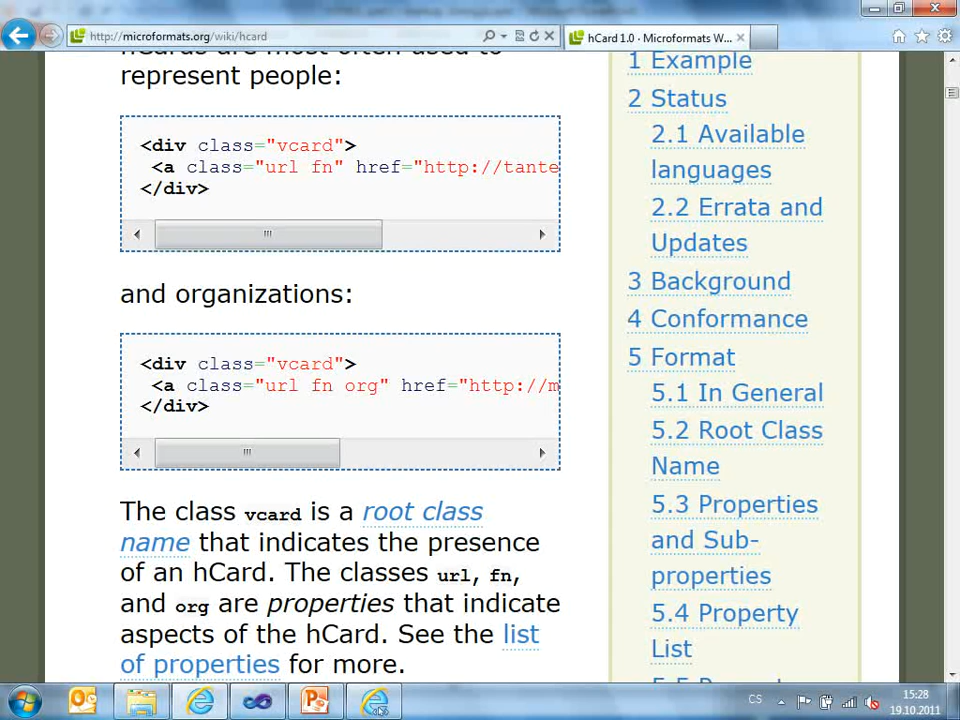 http://microformats.org/wiki/hcard
hCard 1.0 · Microformats W...
represent people:
<div class="vcard">
<a class="url fn" href="http://tante
</div>
and organizations:
<div class="vcard">
<a class="url fn org" href="http://m
</div>
The class vcard is a root class
name that indicates the presence
of an hCard. The classes url, fn,
and org are properties that indicate
aspects of the hCard. See the list
of properties for more.
1 Example
2 Status
2.1 Available
languages
2.2 Errata and
Updates
3 Background
4 Conformance
5 Format
5.1 In General
5.2 Root Class
Name
5.3 Properties
and Sub-
properties
5.4 Property
List
CS
15:28
19.10.2011